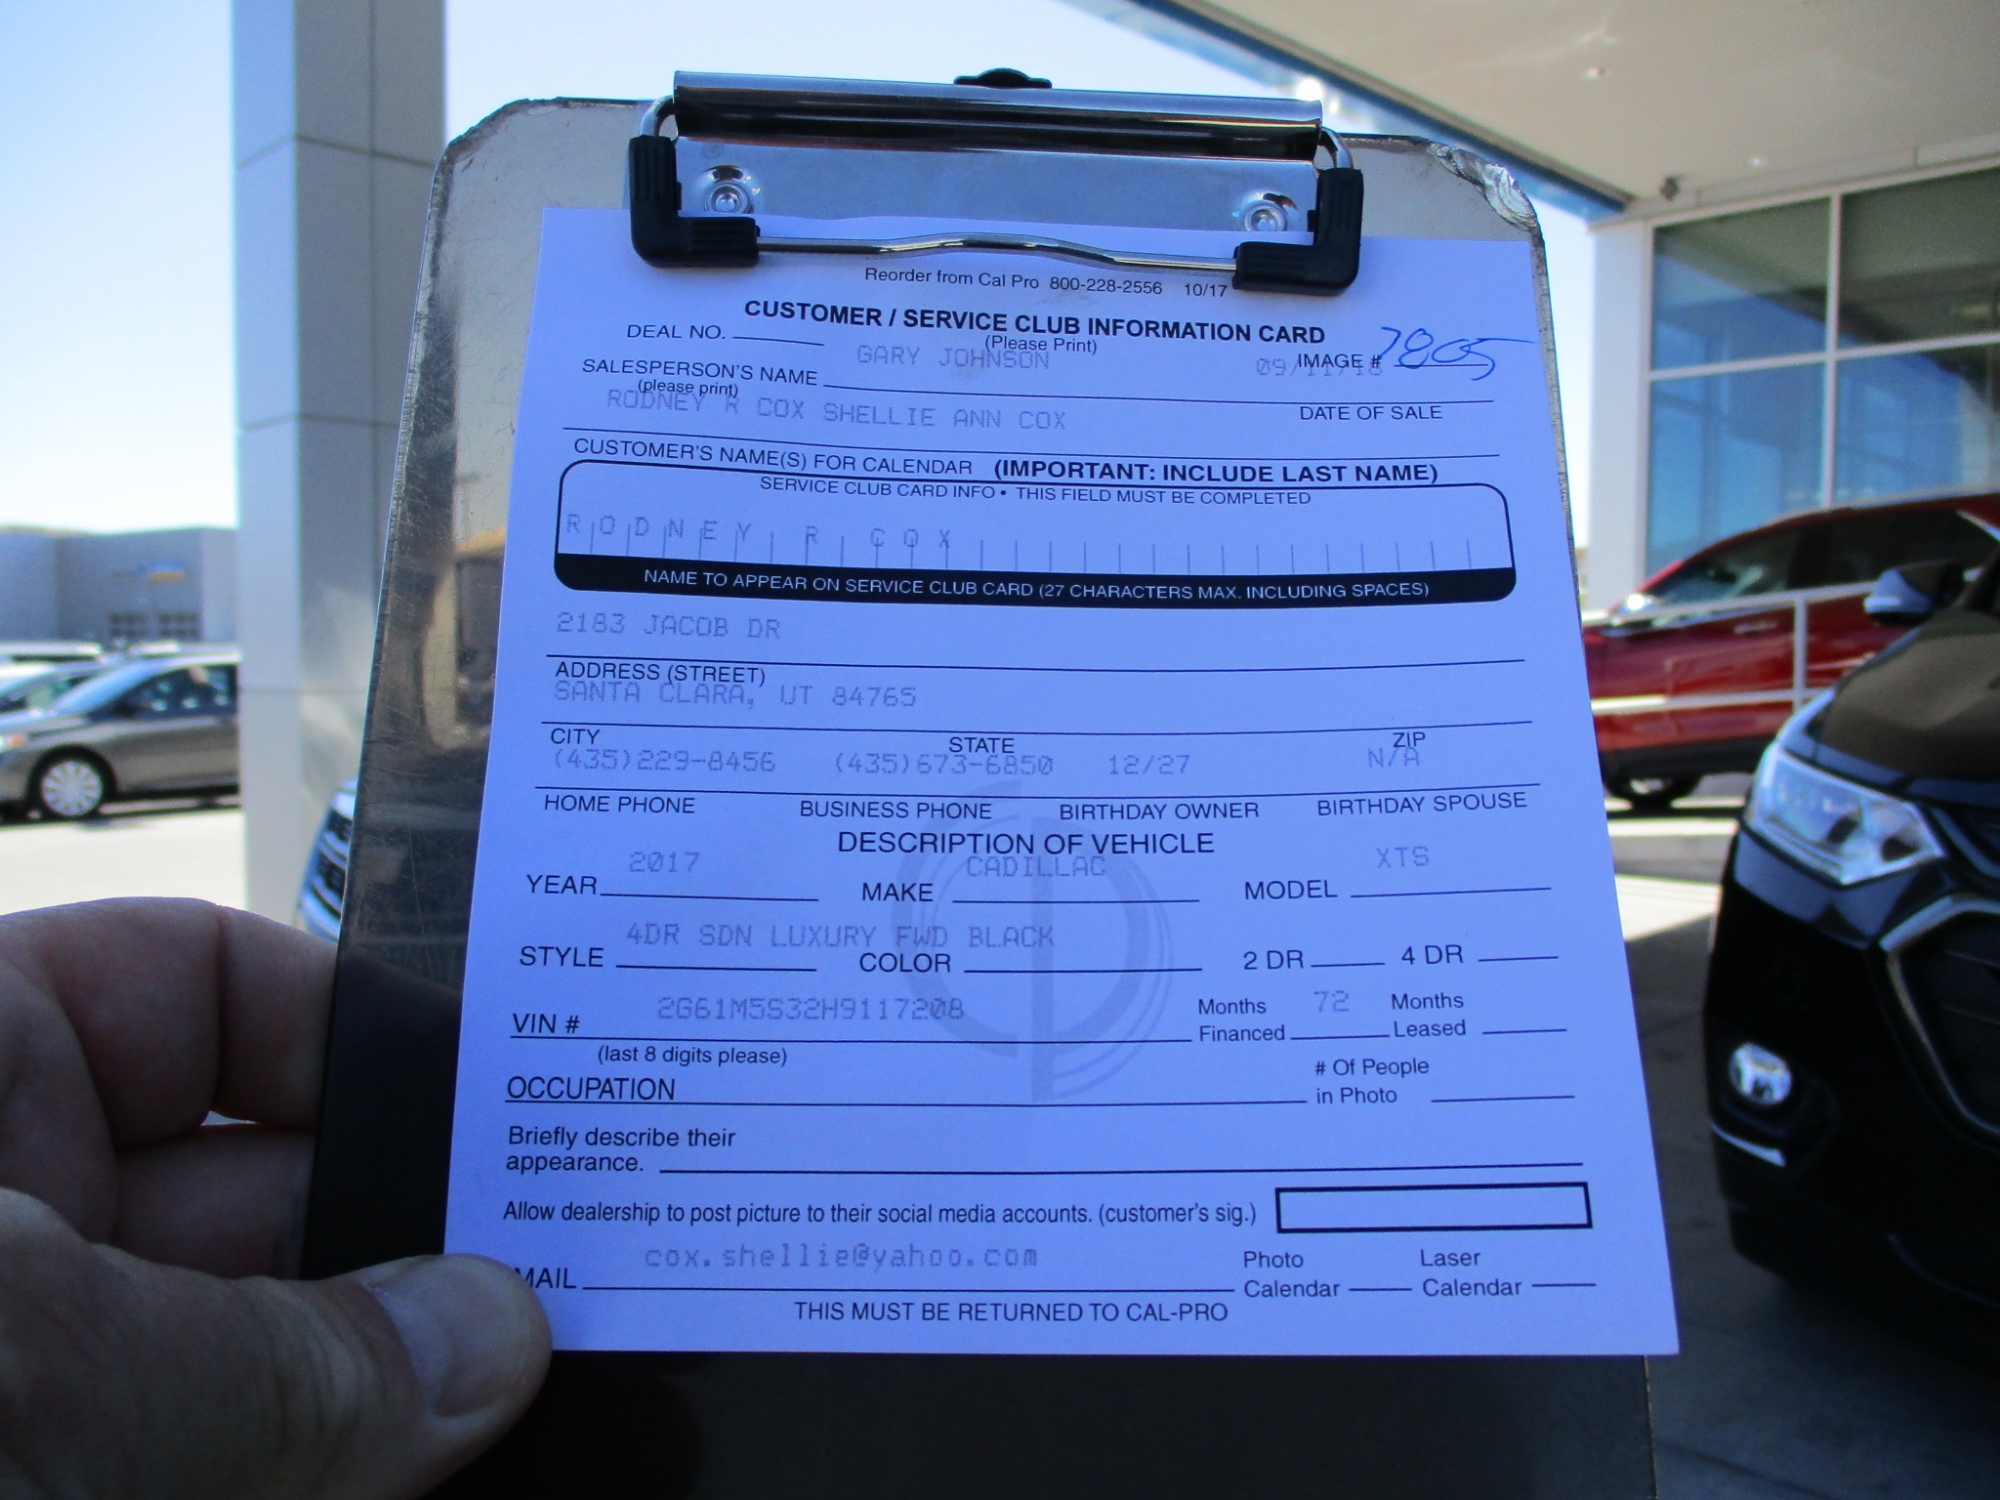 Reorder from Cal Pro 800-228-2556 10/17
CUSTOMER / SERVICE CLUB INFORMATION CARD
(Please Print)
DEAL NO. IMAGE # 7805
GARY JOHNSON 09/11/18
SALESPERSON'S NAME
(please print) DATE OF SALE
RODNEY R COX SHELLIE ANN COX
CUSTOMER'S NAME(S) FOR CALENDAR (IMPORTANT: INCLUDE LAST NAME)
SERVICE CLUB CARD INFO • THIS FIELD MUST BE COMPLETED
RODNEY R COX
NAME TO APPEAR ON SERVICE CLUB CARD (27 CHARACTERS MAX. INCLUDING SPACES)
2183 JACOB DR
ADDRESS (STREET)
SANTA CLARA, UT 84765
CITY STATE ZIP
(435)229-8456 (435)673-6850 12/27 N/A
HOME PHONE BUSINESS PHONE BIRTHDAY OWNER BIRTHDAY SPOUSE
DESCRIPTION OF VEHICLE
2017 CADILLAC XTS
YEAR MAKE MODEL
4DR SDN LUXURY FWD BLACK
STYLE COLOR 2 DR 4 DR
2G61M5S32H9117208 Months 72 Months
VIN # Financed Leased
(last 8 digits please)
# Of People
OCCUPATION in Photo
Briefly describe their
appearance.
Allow dealership to post picture to their social media accounts. (customer's sig.)
cox.shellie@yahoo.com Photo Laser
MAIL Calendar Calendar
THIS MUST BE RETURNED TO CAL-PRO